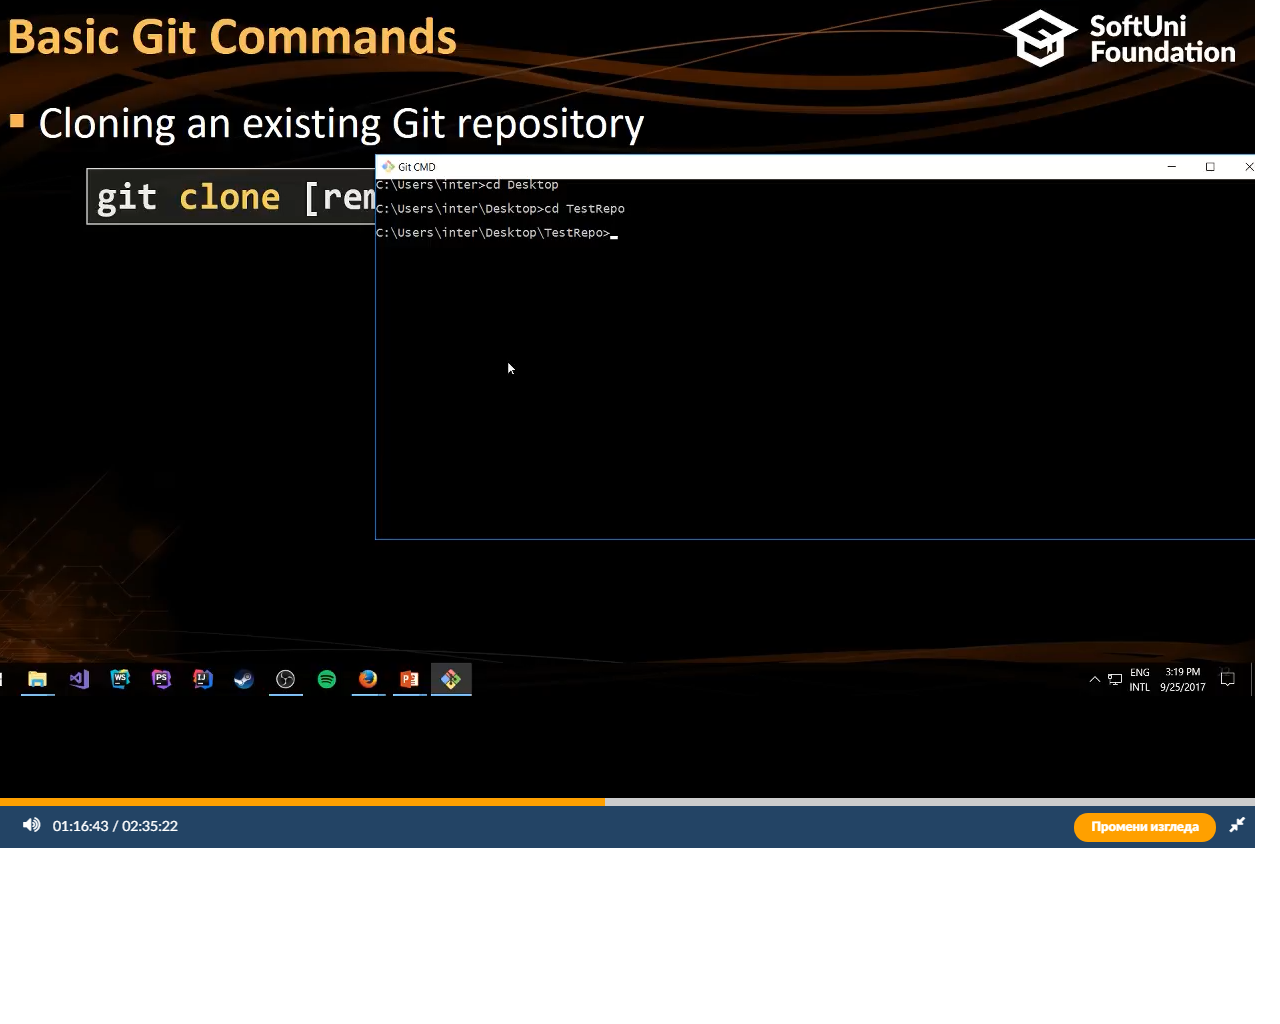 Basic Git Commands
SoftUni
Foundation
Cloning an existing Git repository
git clone [rem
Git CMD
C:\Users\inter>cd Desktop
C:\Users\inter\Desktop>cd TestRepo
C:\Users\inter\Desktop\TestRepo>
WS
PS
IJ
P
ENG
INTL
3:19 PM
9/25/2017
01:16:43 / 02:35:22
Промени изгледа